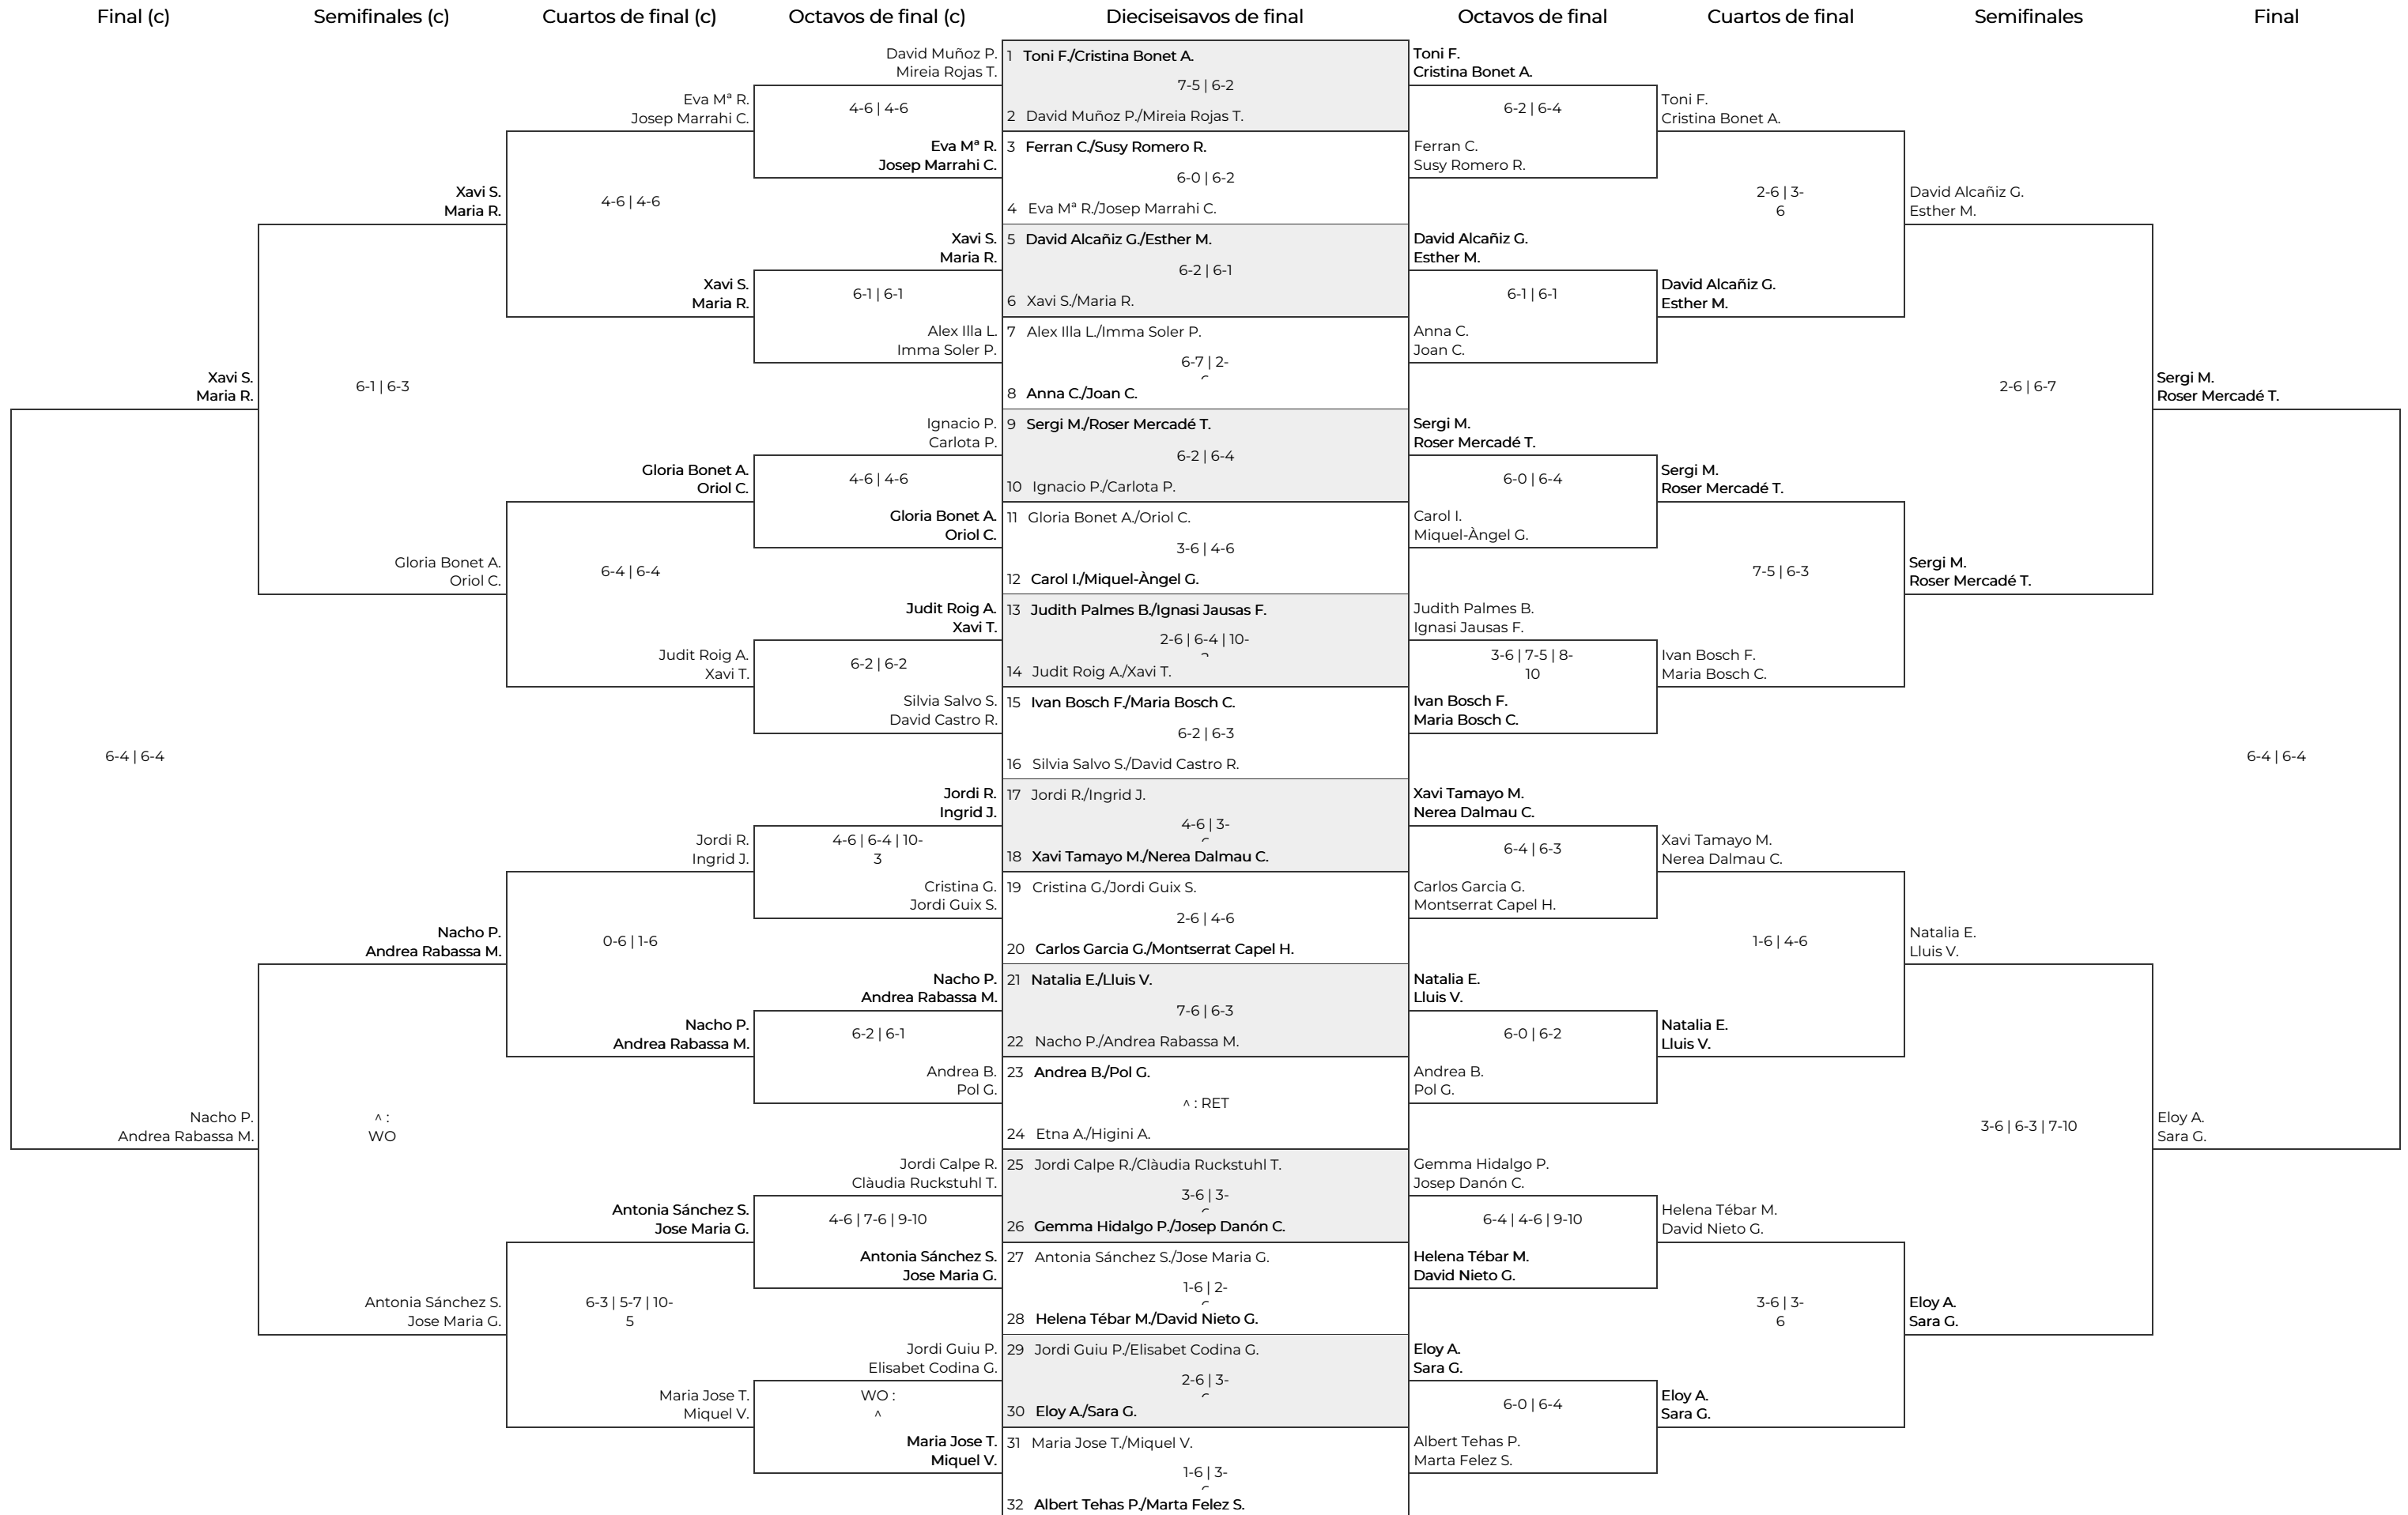 Final (c)
Semifinales (c)
Cuartos de final (c)
Octavos de final (c)
Dieciseisavos de final
Octavos de final
Cuartos de final
Semifinales
Final
Xavi S.
Maria R.
6-4 | 6-4
Nacho P.
Andrea Rabassa M.
Xavi S.
Maria R.
6-1 | 6-3
Gloria Bonet A.
Oriol C.
Nacho P.
Andrea Rabassa M.
^ :
WO
Antonia Sánchez S.
Jose Maria G.
Eva Mª R.
Josep Marrahi C.
4-6 | 4-6
Xavi S.
Maria R.
Gloria Bonet A.
Oriol C.
6-4 | 6-4
Judit Roig A.
Xavi T.
Jordi R.
Ingrid J.
0-6 | 1-6
Nacho P.
Andrea Rabassa M.
Antonia Sánchez S.
Jose Maria G.
6-3 | 5-7 | 10-
5
Maria Jose T.
Miquel V.
David Muñoz P.
Mireia Rojas T.
4-6 | 4-6
Eva Mª R.
Josep Marrahi C.
Xavi S.
Maria R.
6-1 | 6-1
Alex Illa L.
Imma Soler P.
Ignacio P.
Carlota P.
4-6 | 4-6
Gloria Bonet A.
Oriol C.
Judit Roig A.
Xavi T.
6-2 | 6-2
Silvia Salvo S.
David Castro R.
Jordi R.
Ingrid J.
4-6 | 6-4 | 10-
3
Cristina G.
Jordi Guix S.
Nacho P.
Andrea Rabassa M.
6-2 | 6-1
Andrea B.
Pol G.
Jordi Calpe R.
Clàudia Ruckstuhl T.
4-6 | 7-6 | 9-10
Antonia Sánchez S.
Jose Maria G.
Jordi Guiu P.
Elisabet Codina G.
WO :
^
Maria Jose T.
Miquel V.
1 Toni F./Cristina Bonet A.
7-5 | 6-2
2 David Muñoz P./Mireia Rojas T.
3 Ferran C./Susy Romero R.
6-0 | 6-2
4 Eva Mª R./Josep Marrahi C.
5 David Alcañiz G./Esther M.
6-2 | 6-1
6 Xavi S./Maria R.
7 Alex Illa L./Imma Soler P.
6-7 | 2-
8 Anna C./Joan C.
9 Sergi M./Roser Mercadé T.
6-2 | 6-4
10 Ignacio P./Carlota P.
11 Gloria Bonet A./Oriol C.
3-6 | 4-6
12 Carol I./Miquel-Àngel G.
13 Judith Palmes B./Ignasi Jausas F.
2-6 | 6-4 | 10-
14 Judit Roig A./Xavi T.
15 Ivan Bosch F./Maria Bosch C.
6-2 | 6-3
16 Silvia Salvo S./David Castro R.
17 Jordi R./Ingrid J.
4-6 | 3-
18 Xavi Tamayo M./Nerea Dalmau C.
19 Cristina G./Jordi Guix S.
2-6 | 4-6
20 Carlos Garcia G./Montserrat Capel H.
21 Natalia E./Lluis V.
7-6 | 6-3
22 Nacho P./Andrea Rabassa M.
23 Andrea B./Pol G.
^ : RET
24 Etna A./Higini A.
25 Jordi Calpe R./Clàudia Ruckstuhl T.
3-6 | 3-
26 Gemma Hidalgo P./Josep Danón C.
27 Antonia Sánchez S./Jose Maria G.
1-6 | 2-
28 Helena Tébar M./David Nieto G.
29 Jordi Guiu P./Elisabet Codina G.
2-6 | 3-
30 Eloy A./Sara G.
31 Maria Jose T./Miquel V.
1-6 | 3-
32 Albert Tehas P./Marta Felez S.
Toni F.
Cristina Bonet A.
6-2 | 6-4
Ferran C.
Susy Romero R.
David Alcañiz G.
Esther M.
6-1 | 6-1
Anna C.
Joan C.
Sergi M.
Roser Mercadé T.
6-0 | 6-4
Carol I.
Miquel-Àngel G.
Judith Palmes B.
Ignasi Jausas F.
3-6 | 7-5 | 8-
10
Ivan Bosch F.
Maria Bosch C.
Xavi Tamayo M.
Nerea Dalmau C.
6-4 | 6-3
Carlos Garcia G.
Montserrat Capel H.
Natalia E.
Lluis V.
6-0 | 6-2
Andrea B.
Pol G.
Gemma Hidalgo P.
Josep Danón C.
6-4 | 4-6 | 9-10
Helena Tébar M.
David Nieto G.
Eloy A.
Sara G.
6-0 | 6-4
Albert Tehas P.
Marta Felez S.
Toni F.
Cristina Bonet A.
2-6 | 3-
6
David Alcañiz G.
Esther M.
Sergi M.
Roser Mercadé T.
7-5 | 6-3
Ivan Bosch F.
Maria Bosch C.
Xavi Tamayo M.
Nerea Dalmau C.
1-6 | 4-6
Natalia E.
Lluis V.
Helena Tébar M.
David Nieto G.
3-6 | 3-
6
Eloy A.
Sara G.
David Alcañiz G.
Esther M.
2-6 | 6-7
Sergi M.
Roser Mercadé T.
Natalia E.
Lluis V.
3-6 | 6-3 | 7-10
Eloy A.
Sara G.
Sergi M.
Roser Mercadé T.
6-4 | 6-4
Eloy A.
Sara G.